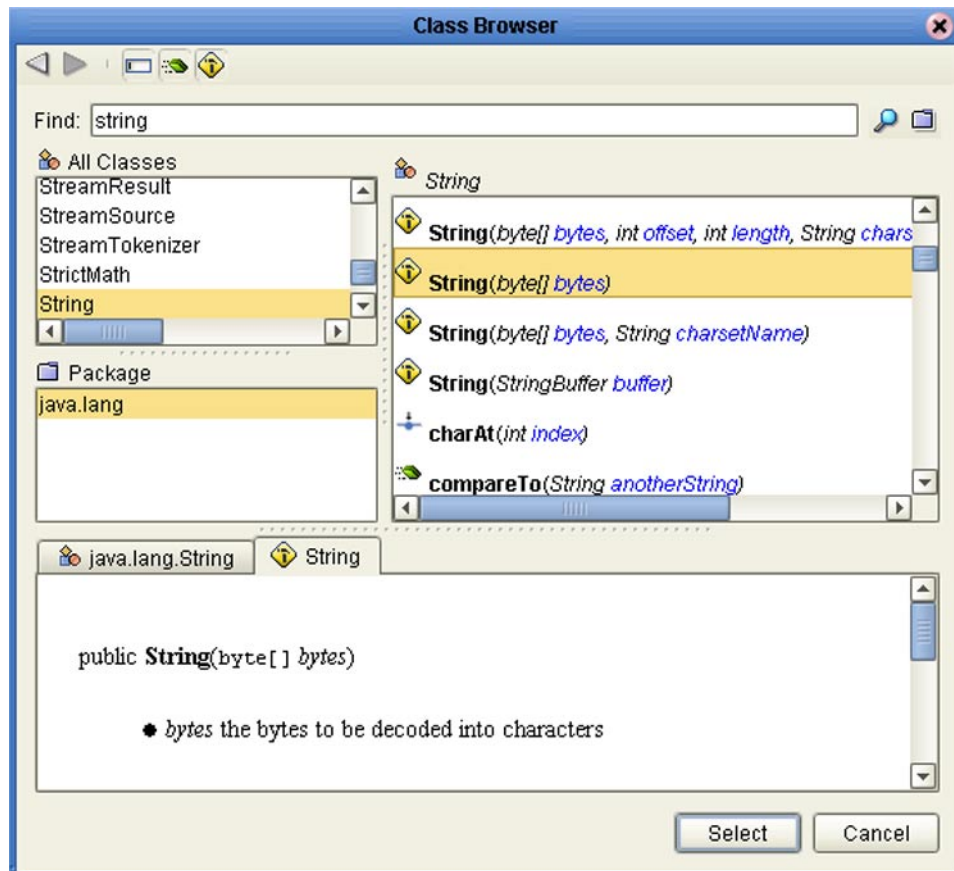 Class Browser
Find: string
All Classes
StreamResult
StreamSource
StreamTokenizer
StrictMath
String
Package
java.lang
String
String(byte[] bytes, int offset, int length, String chars
String(byte[] bytes)
String(byte[] bytes, String charsetName)
String(StringBuffer buffer)
charAt(int index)
compareTo(String anotherString)
java.lang.String
String
public String(byte[] bytes)
bytes the bytes to be decoded into characters
Select
Cancel